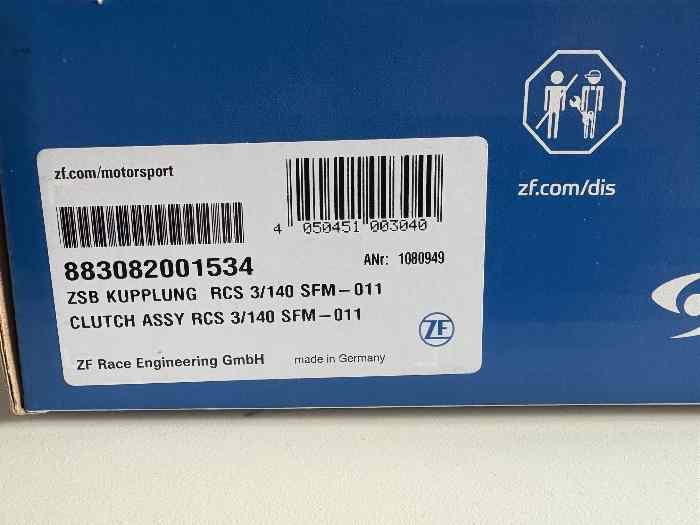 zf.com/motorsport
4 050451 003040
883082001534
ANr: 1080949
ZSB KUPPLUNG RCS 3/140 SFM-011
CLUTCH ASSY RCS 3/140 SFM-011
ZF
ZF Race Engineering GmbH made in Germany
zf.com/dis